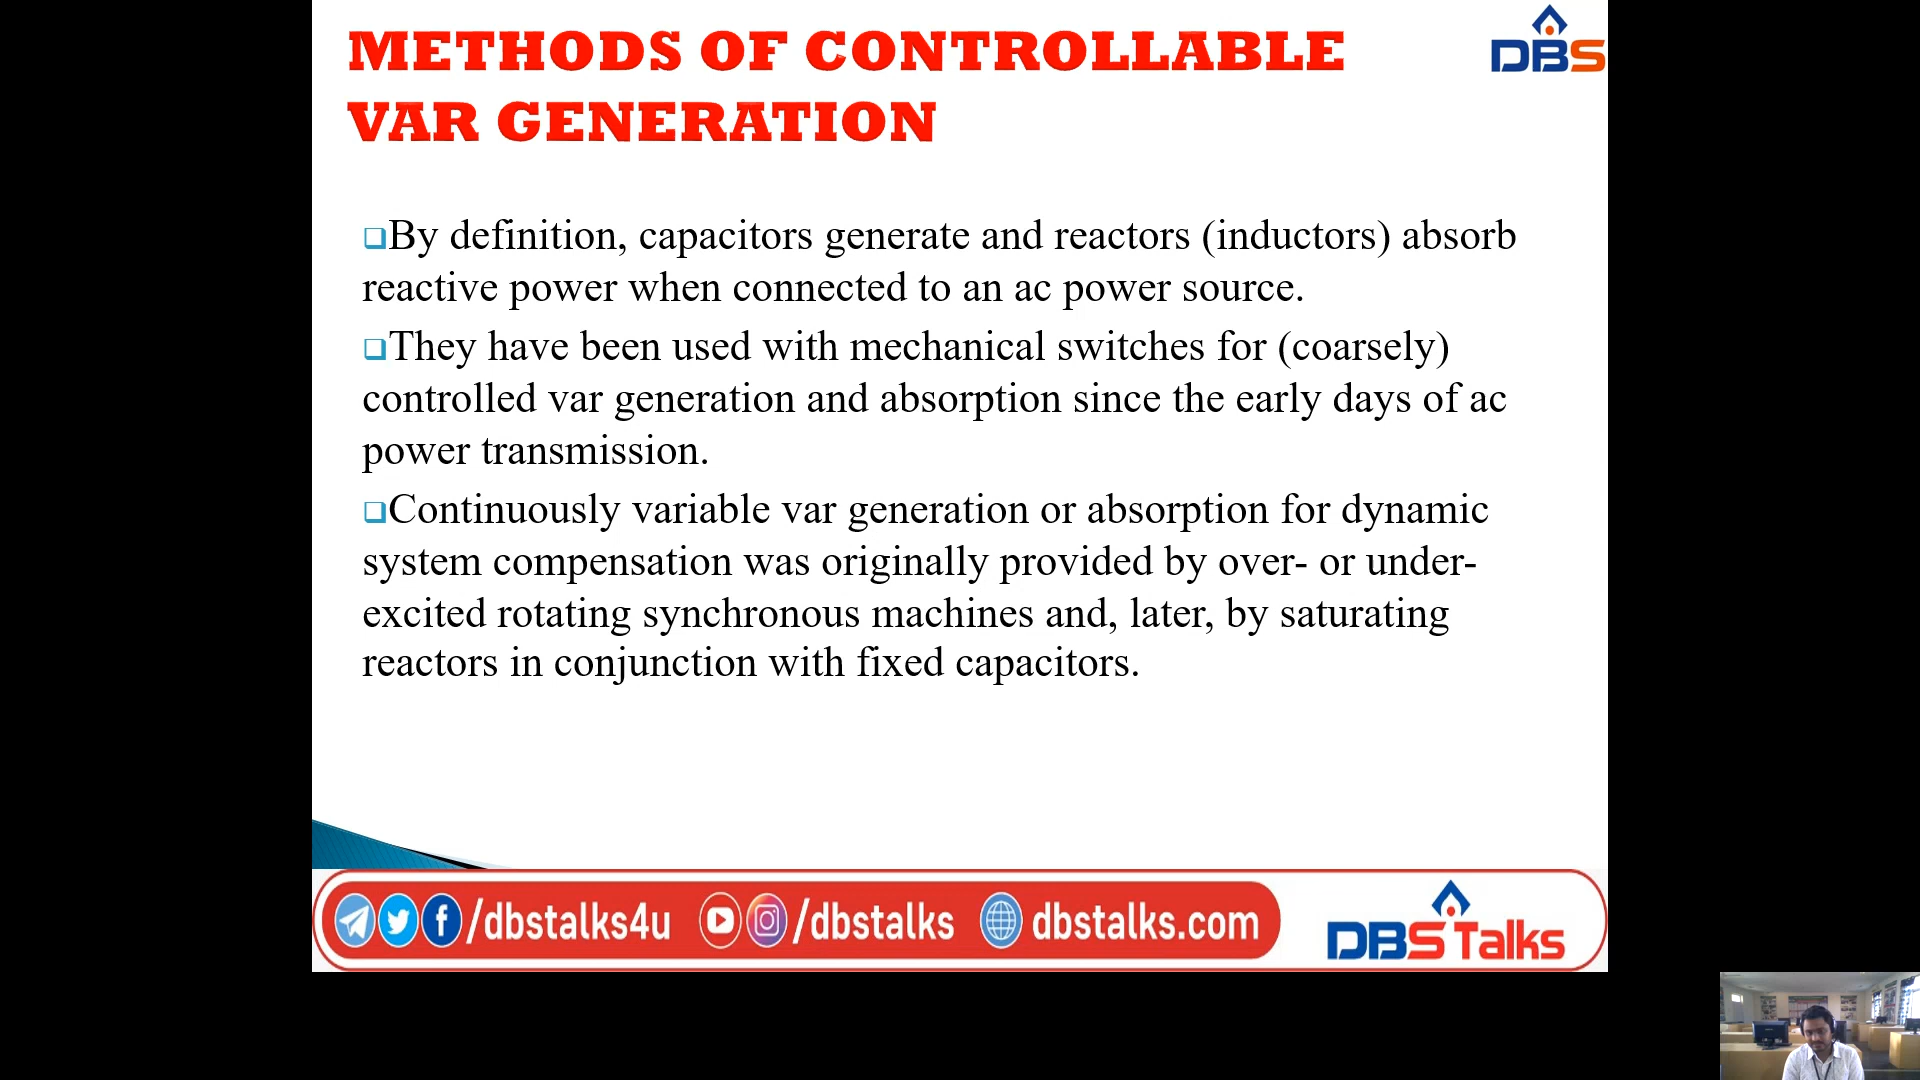 METHODS OF CONTROLLABLE
VAR GENERATION
DBS
❑By definition, capacitors generate and reactors (inductors) absorb
reactive power when connected to an ac power source.
❑They have been used with mechanical switches for (coarsely)
controlled var generation and absorption since the early days of ac
power transmission.
❑Continuously variable var generation or absorption for dynamic
system compensation was originally provided by over- or under-
excited rotating synchronous machines and, later, by saturating
reactors in conjunction with fixed capacitors.
/dbstalks4u /dbstalks dbstalks.com
DBS Talks